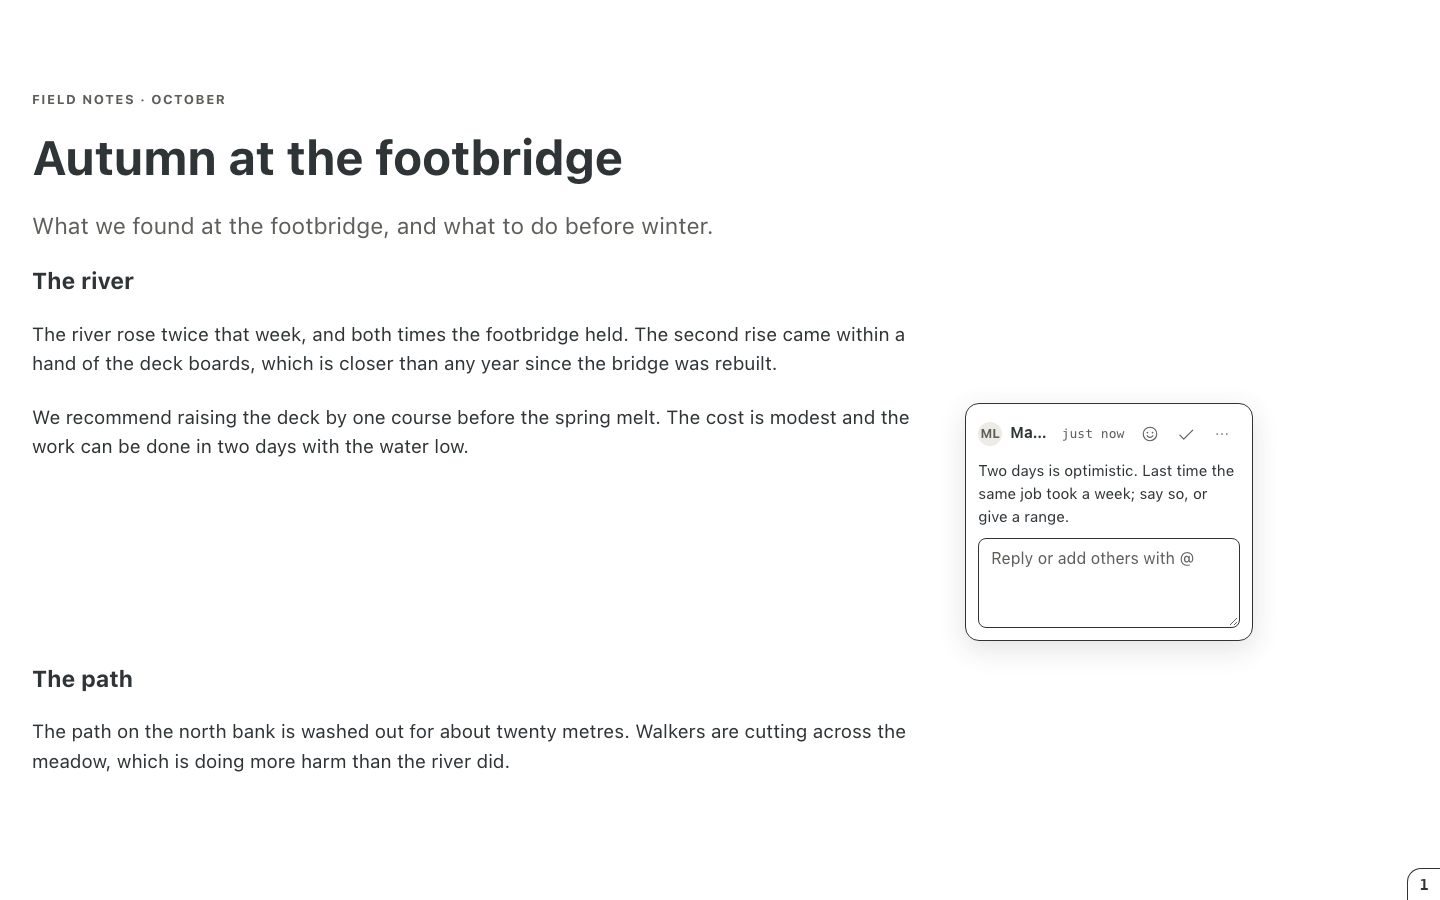 FIELD NOTES · OCTOBER
Autumn at the footbridge
What we found at the footbridge, and what to do before winter.
The river
The river rose twice that week, and both times the footbridge held. The second rise came within a
hand of the deck boards, which is closer than any year since the bridge was rebuilt.
We recommend raising the deck by one course before the spring melt. The cost is modest and the
work can be done in two days with the water low.
ML Ma... just now
Two days is optimistic. Last time the
same job took a week; say so, or
give a range.
Reply or add others with @
The path
The path on the north bank is washed out for about twenty metres. Walkers are cutting across the
meadow, which is doing more harm than the river did.
1